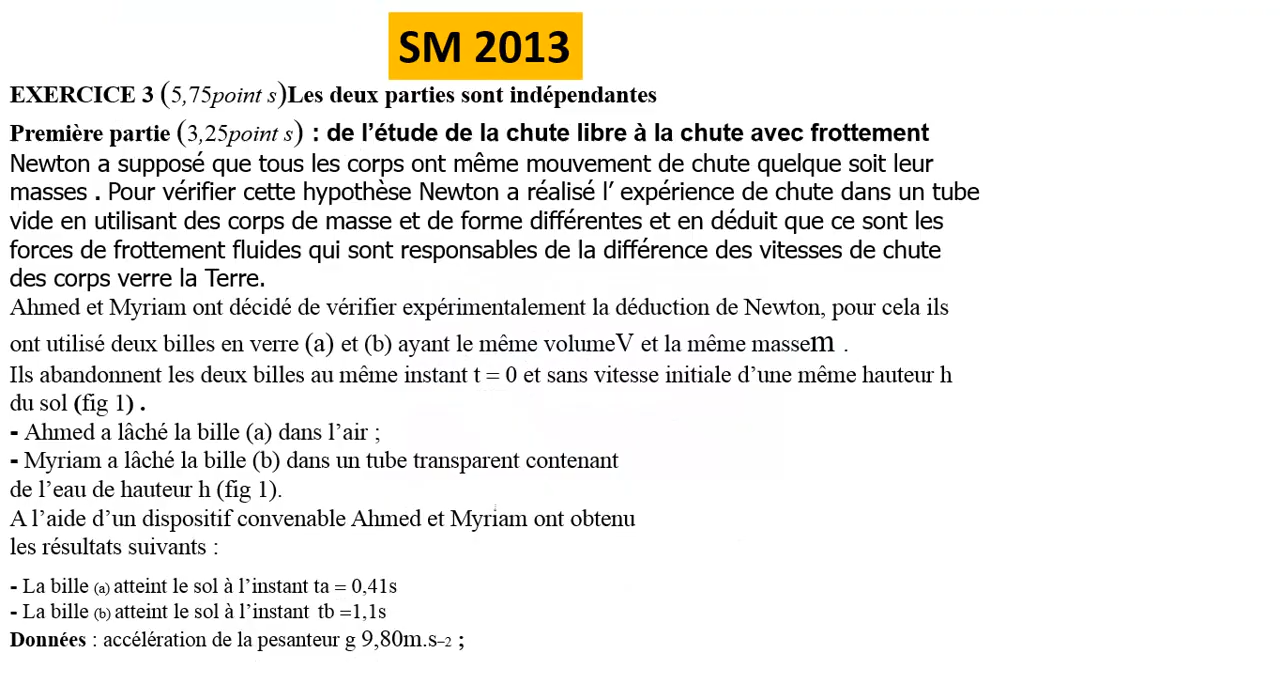 SM 2013
EXERCICE 3 (5,75point s)Les deux parties sont indépendantes
Première partie (3,25point s) : de l’étude de la chute libre à la chute avec frottement
Newton a supposé que tous les corps ont même mouvement de chute quelque soit leur
masses . Pour vérifier cette hypothèse Newton a réalisé l’ expérience de chute dans un tube
vide en utilisant des corps de masse et de forme différentes et en déduit que ce sont les
forces de frottement fluides qui sont responsables de la différence des vitesses de chute
des corps verre la Terre.
Ahmed et Myriam ont décidé de vérifier expérimentalement la déduction de Newton, pour cela ils
ont utilisé deux billes en verre (a) et (b) ayant le même volumeV et la même massem .
Ils abandonnent les deux billes au même instant t = 0 et sans vitesse initiale d’une même hauteur h
du sol (fig 1) .
- Ahmed a lâché la bille (a) dans l’air ;
- Myriam a lâché la bille (b) dans un tube transparent contenant
de l’eau de hauteur h (fig 1).
A l’aide d’un dispositif convenable Ahmed et Myriam ont obtenu
les résultats suivants :
- La bille (a) atteint le sol à l’instant ta = 0,41s
- La bille (b) atteint le sol à l’instant tb =1,1s
Données : accélération de la pesanteur g 9,80m.s–2 ;